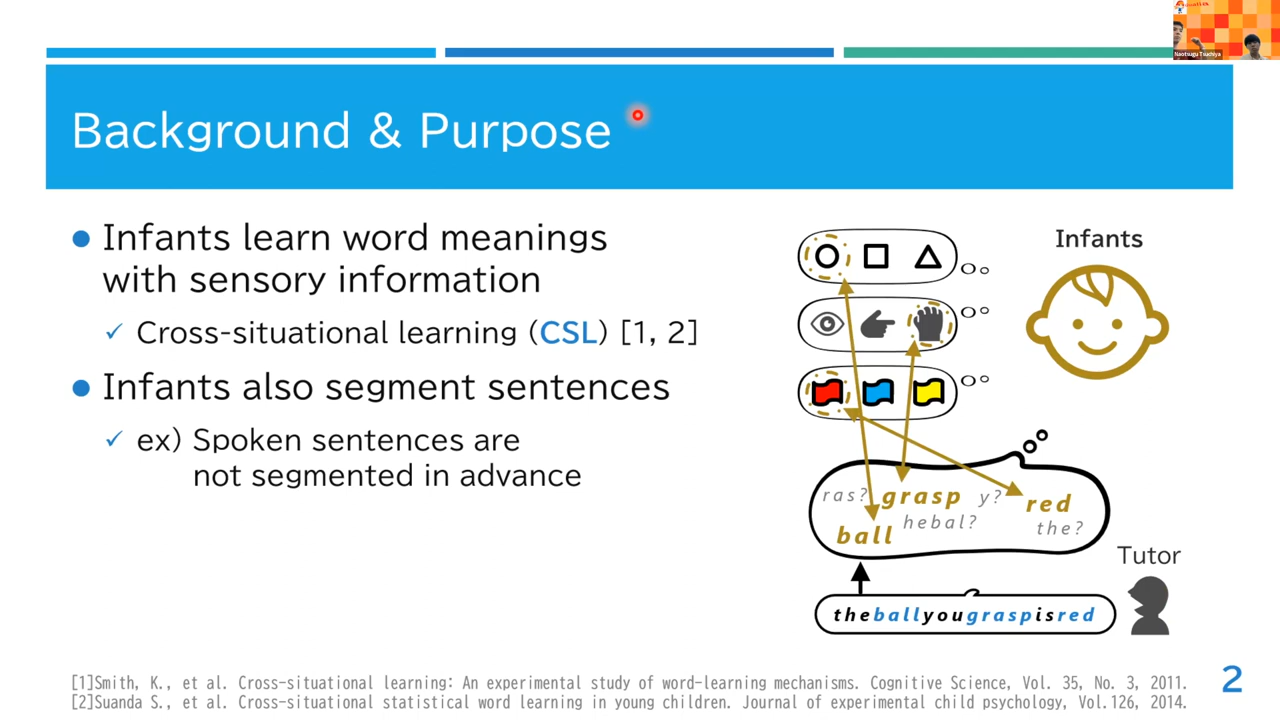 Naotsugu Tsuchiya
Background & Purpose
Infants learn word meanings
with sensory information
✓ Cross-situational learning (CSL) [1, 2]
Infants also segment sentences
✓ ex) Spoken sentences are
not segmented in advance
Infants
ras? grasp y? red
hebal? the?
ball
Tutor
theballyougraspisred
[1]Smith, K., et al. Cross-situational learning: An experimental study of word-learning mechanisms. Cognitive Science, Vol. 35, No. 3, 2011.
[2]Suanda S., et al. Cross-situational statistical word learning in young children. Journal of experimental child psychology, Vol.126, 2014.
2